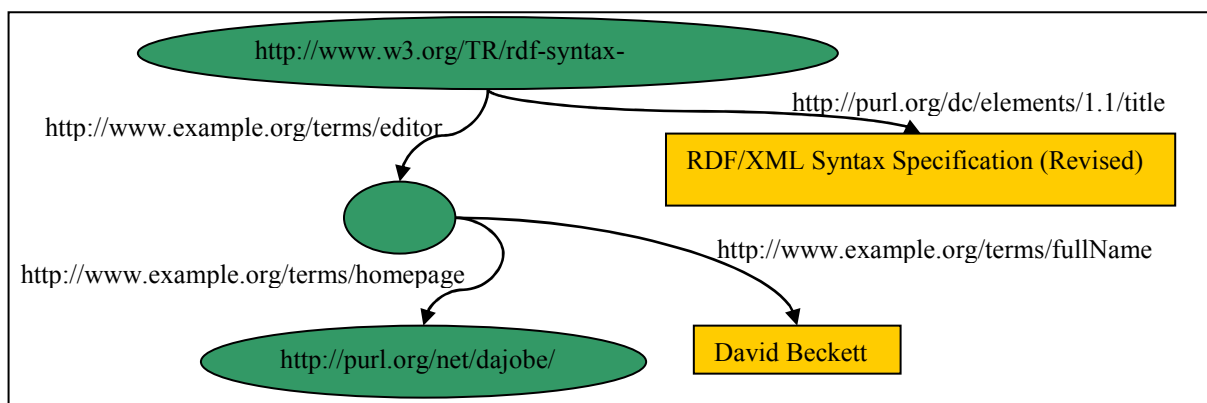 http://www.w3.org/TR/rdf-syntax-
http://purl.org/dc/elements/1.1/title
http://www.example.org/terms/editor
RDF/XML Syntax Specification (Revised)
http://www.example.org/terms/fullName
http://www.example.org/terms/homepage
http://purl.org/net/dajobe/
David Beckett